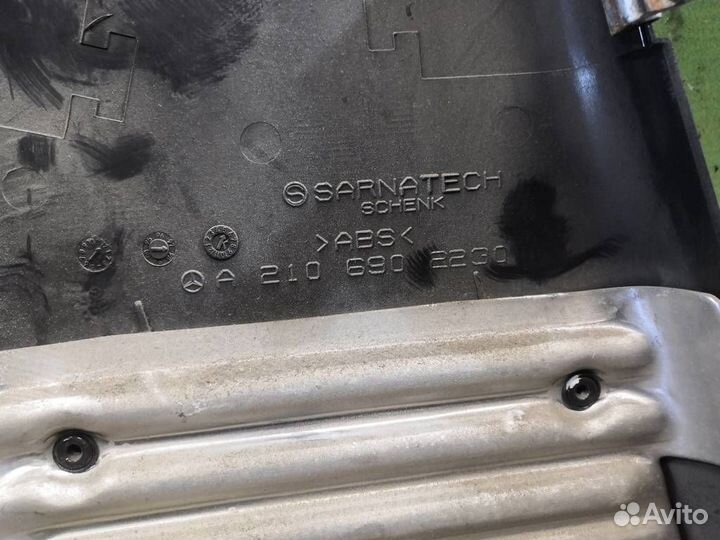 SARNATECH
SCHENK
>ABS<
A 210 690 2230
Avito